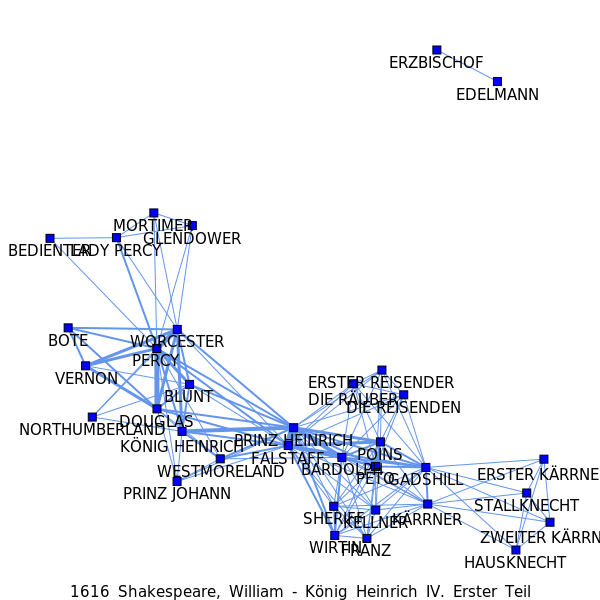 ERZBISCHOF
EDELMANN
MORTIMER
GLENDOWER
BEDIENTER
LADY PERCY
BOTE
WORCESTER
PERCY
VERNON
BLUNT
DOUGLAS
NORTHUMBERLAND
KÖNIG HEINRICH
WESTMORELAND
PRINZ JOHANN
ERSTER REISENDER
DIE RÄUBER
DIE REISENDEN
PRINZ HEINRICH
FALSTAFF
POINS
BARDOLPH
PETO
GADSHILL
ERSTER KÄRRNE
STALLKNECHT
SHERIFF
KELLNER
KÄRRNER
ZWEITER KÄRRN
WIRTIN
FRANZ
HAUSKNECHT
1616 Shakespeare, William - König Heinrich IV. Erster Teil